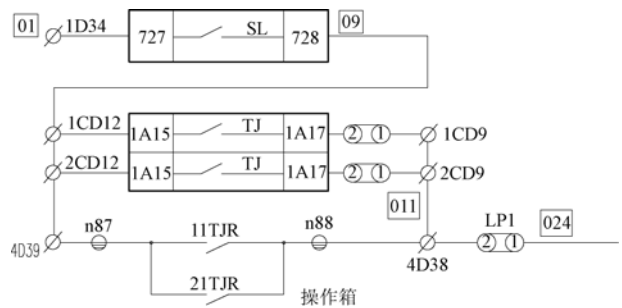 01 1D34 727 SL 728 09
1CD12 1A15 TJ 1A17 2 1 1CD9
2CD12 1A15 TJ 1A17 2 1 2CD9
011
4D39 n87 11TJR n88 4D38 LP1 2 1 024
21TJR
操作箱